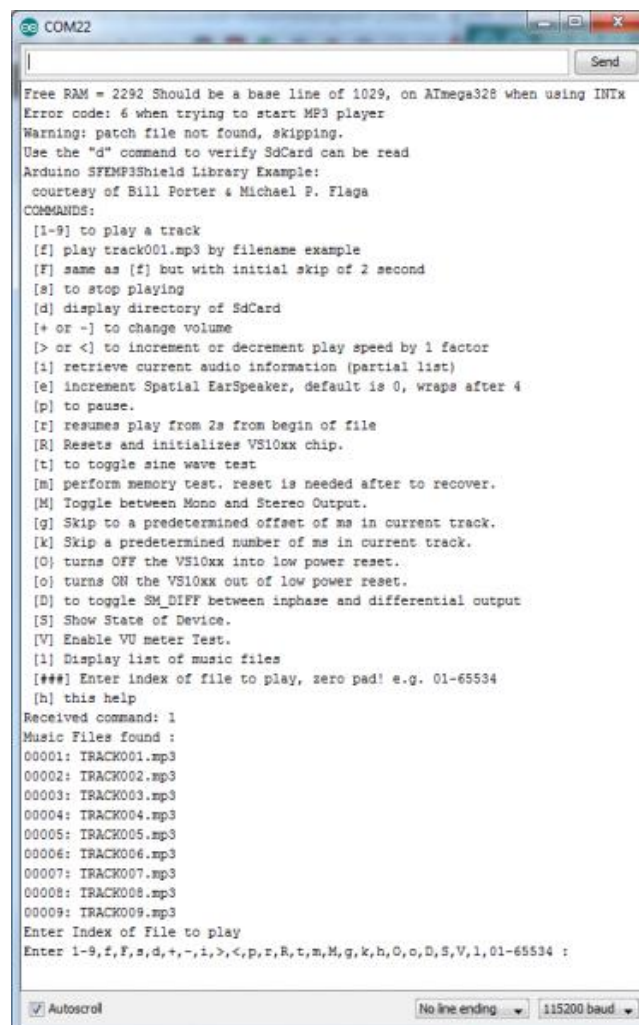 COM22
Send
Free RAM = 2292 Should be a base line of 1029, on ATmega328 when using INTx
Error code: 6 when trying to start MP3 player
Warning: patch file not found, skipping.
Use the "d" command to verify SdCard can be read
Arduino SFEMP3Shield Library Example:
courtesy of Bill Porter & Michael P. Flaga
COMMANDS:
[1-9] to play a track
[f] play track001.mp3 by filename example
[F] same as [f] but with initial skip of 2 second
[s] to stop playing
[d] display directory of SdCard
[+ or -] to change volume
[> or <] to increment or decrement play speed by 1 factor
[i] retrieve current audio information (partial list)
[e] increment Spatial EarSpeaker, default is 0, wraps after 4
[p] to pause.
[r] resumes play from 2s from begin of file
[R] Resets and initializes VS10xx chip.
[t] to toggle sine wave test
[m] perform memory test. reset is needed after to recover.
[M] Toggle between Mono and Stereo Output.
[g] Skip to a predetermined offset of ms in current track.
[k] Skip a predetermined number of ms in current track.
[O] turns OFF the VS10xx into low power reset.
[o] turns ON the VS10xx out of low power reset.
[D] to toggle SM_DIFF between inphase and differential output
[S] Show State of Device.
[V] Enable VU meter Test.
[l] Display list of music files
[###] Enter index of file to play, zero pad! e.g. 01-65534
[h] this help
Received command: l
Music Files found :
00001: TRACK001.mp3
00002: TRACK002.mp3
00003: TRACK003.mp3
00004: TRACK004.mp3
00005: TRACK005.mp3
00006: TRACK006.mp3
00007: TRACK007.mp3
00008: TRACK008.mp3
00009: TRACK009.mp3
Enter Index of File to play
Enter 1-9,f,F,s,d,+,-,i,>,<,p,r,R,t,m,M,g,k,h,O,o,D,S,V,l,01-65534 :
Autoscroll
No line ending
115200 baud